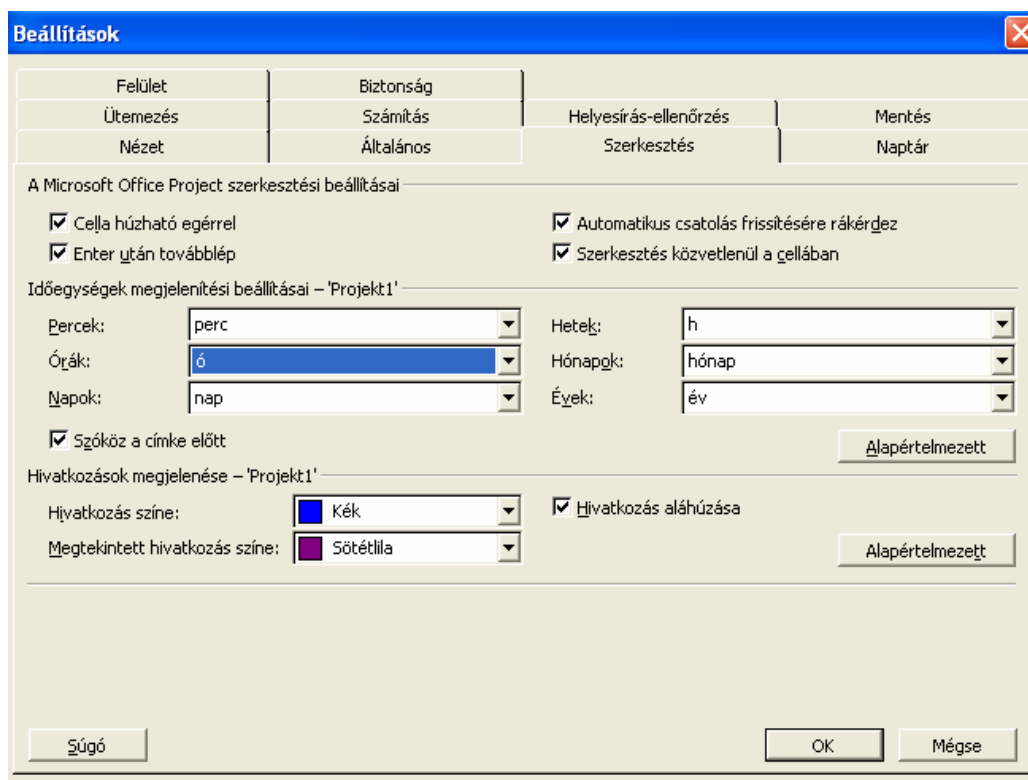 Beállítások
Felület Biztonság
Ütemezés Számítás Helyesírás-ellenőrzés Mentés
Nézet Általános Szerkesztés Naptár
A Microsoft Office Project szerkesztési beállításai
Cella húzható egérrel Automatikus csatolás frissítésére rákérdez
Enter után továbblép Szerkesztés közvetlenül a cellában
Időegységek megjelenítési beállításai – 'Projekt1'
Percek: perc Hetek: h
Órák: ó Hónapok: hónap
Napok: nap Évek: év
Szóköz a címke előtt Alapértelmezett
Hivatkozások megjelenése – 'Projekt1'
Hivatkozás színe: Kék Hivatkozás aláhúzása
Megtekintett hivatkozás színe: Sötétlila Alapértelmezett
Súgó OK Mégse